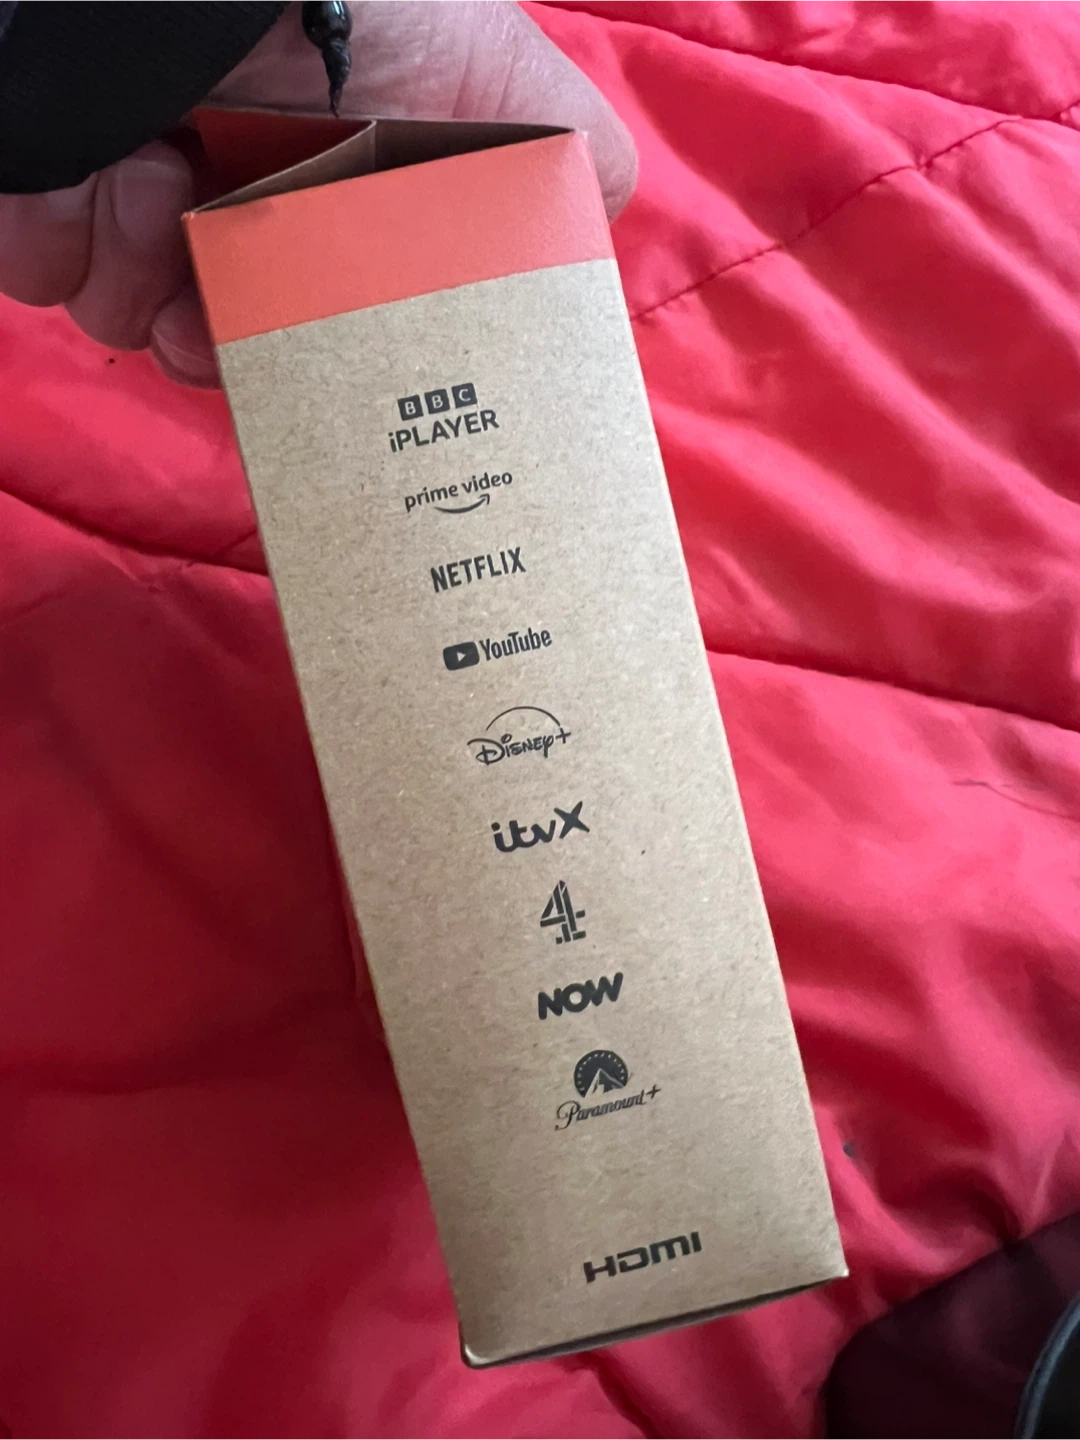 BBC
iPLAYER
prime video
NETFLIX
YouTube
Disney+
itvX
4
NOW
Paramount+
HDMI